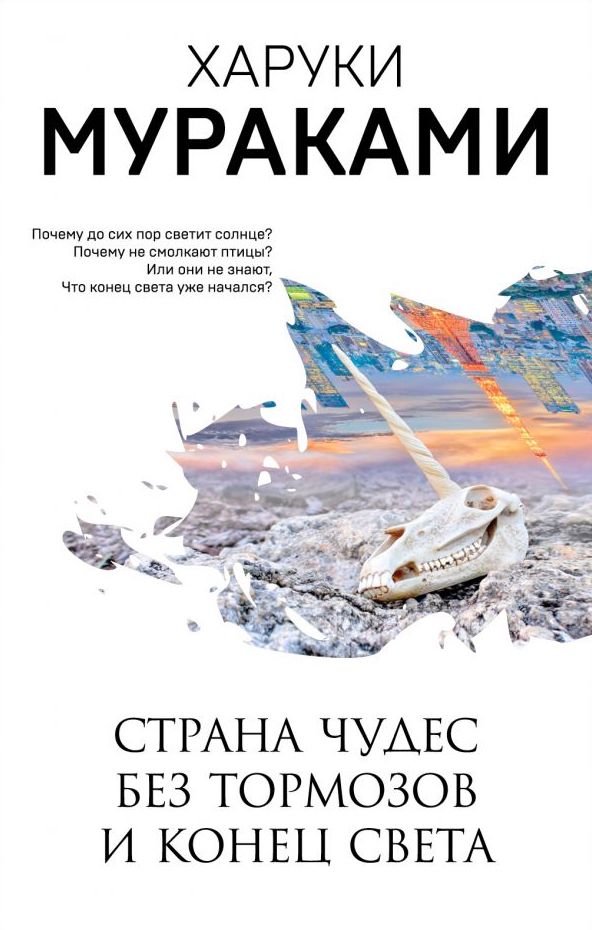 ХАРУКИ
МУРАКАМИ
Почему до сих пор светит солнце?
Почему не смолкают птицы?
Или они не знают,
Что конец света уже начался?
СТРАНА ЧУДЕС
БЕЗ ТОРМОЗОВ
И КОНЕЦ СВЕТА